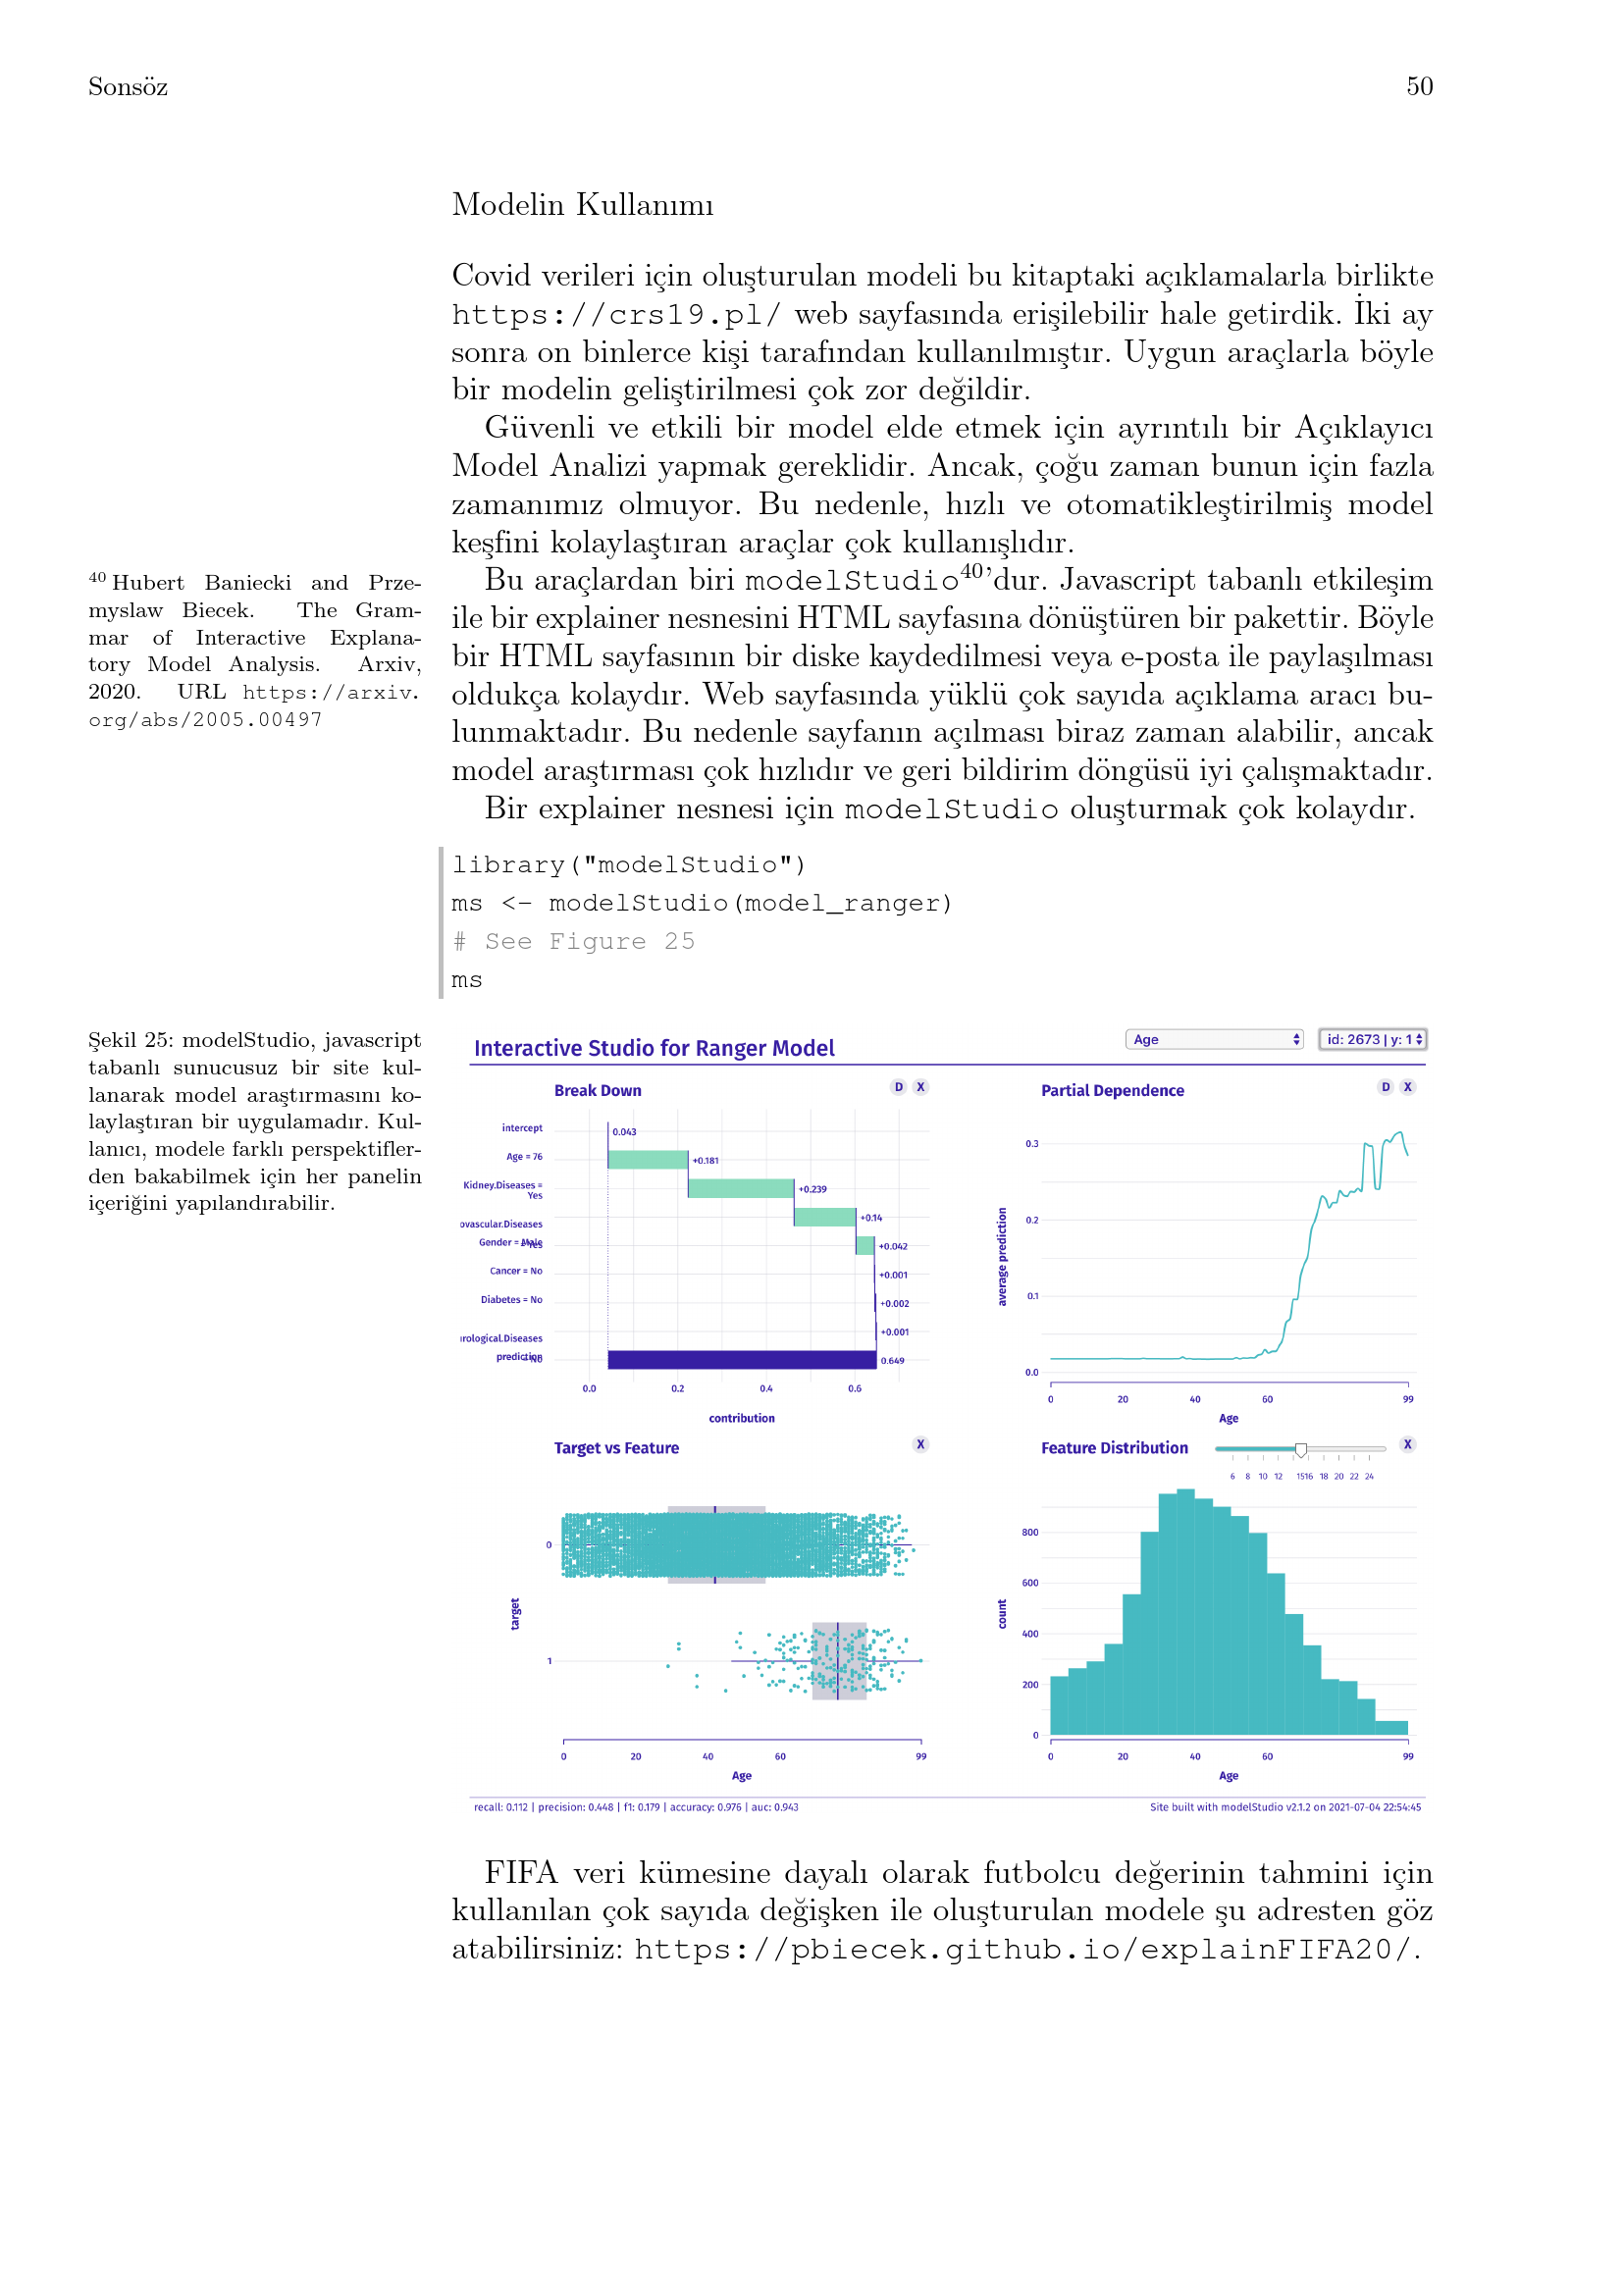 Sonsöz
50
Modelin Kullanımı
Covid verileri için oluşturulan modeli bu kitaptaki açıklamalarla birlikte
https://crs19.pl/ web sayfasında erişilebilir hale getirdik. İki ay
sonra on binlerce kişi tarafından kullanılmıştır. Uygun araçlarla böyle
bir modelin geliştirilmesi çok zor değildir.
Güvenli ve etkili bir model elde etmek için ayrıntılı bir Açıklayıcı
Model Analizi yapmak gereklidir. Ancak, çoğu zaman bunun için fazla
zamanımız olmuyor. Bu nedenle, hızlı ve otomatikleştirilmiş model
keşfini kolaylaştıran araçlar çok kullanışlıdır.
Bu araçlardan biri modelStudio40'dur. Javascript tabanlı etkileşim
ile bir explainer nesnesini HTML sayfasına dönüştüren bir pakettir. Böyle
bir HTML sayfasının bir diske kaydedilmesi veya e-posta ile paylaşılması
oldukça kolaydır. Web sayfasında yüklü çok sayıda açıklama aracı bu-
lunmaktadır. Bu nedenle sayfanın açılması biraz zaman alabilir, ancak
model araştırması çok hızlıdır ve geri bildirim döngüsü iyi çalışmaktadır.
Bir explainer nesnesi için modelStudio oluşturmak çok kolaydır.
40 Hubert Baniecki and Prze-
myslaw Biecek. The Gram-
mar of Interactive Explana-
tory Model Analysis. Arxiv,
2020. URL https://arxiv.
org/abs/2005.00497
library("modelStudio")
ms <- modelStudio(model_ranger)
# See Figure 25
ms
Şekil 25: modelStudio, javascript
tabanlı sunucusuz bir site kul-
lanarak model araştırmasını ko-
laylaştıran bir uygulamadır. Kul-
lanıcı, modele farklı perspektifler-
den bakabilmek için her panelin
içeriğini yapılandırabilir.
Interactive Studio for Ranger Model
Age
id: 2673 | y: 1
Break Down
D X
intercept
0.043
Age = 76
+0.181
Kidney.Diseases =
Yes
+0.239
ovascular.Diseases
+0.14
Gender = Male
Yes
+0.042
Cancer = No
+0.001
Diabetes = No
+0.002
urological.Diseases
+0.001
prediction
= No
0.649
0.0 0.2 0.4 0.6
contribution
Partial Dependence
D X
average prediction
0.3
0.2
0.1
0.0
0 20 40 60 99
Age
Target vs Feature
X
target
0
1
0 20 40 60 99
Age
Feature Distribution
X
6 8 10 12 1516 18 20 22 24
count
800
600
400
200
0
0 20 40 60 99
Age
recall: 0.112 | precision: 0.448 | f1: 0.179 | accuracy: 0.976 | auc: 0.943
Site built with modelStudio v2.1.2 on 2021-07-04 22:54:45
FIFA veri kümesine dayalı olarak futbolcu değerinin tahmini için
kullanılan çok sayıda değişken ile oluşturulan modele şu adresten göz
atabilirsiniz: https://pbiecek.github.io/explainFIFA20/.